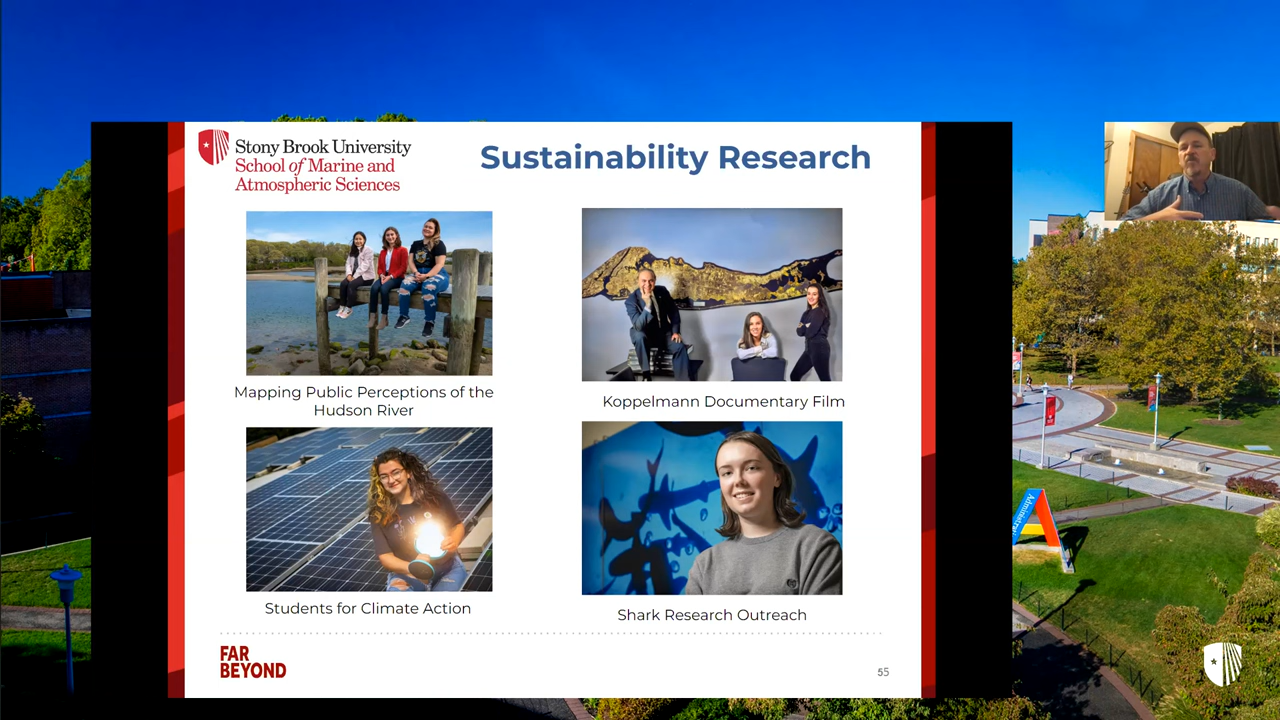 Stony Brook University
School of Marine and
Atmospheric Sciences
Sustainability Research
Mapping Public Perceptions of the
Hudson River
Koppelmann Documentary Film
Students for Climate Action
Shark Research Outreach
FAR
BEYOND
55